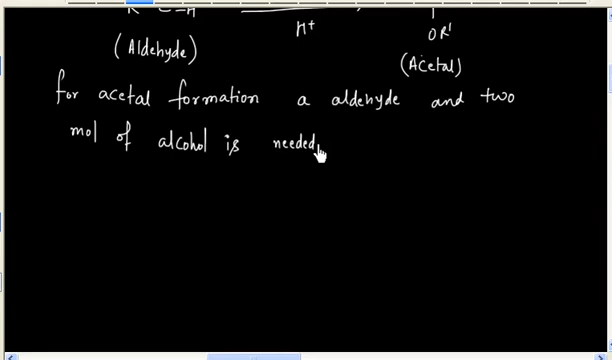 H⁺
OR'
(Aldehyde)
(Acetal)
for acetal formation a aldehyde and two
mol of alcohol is needed